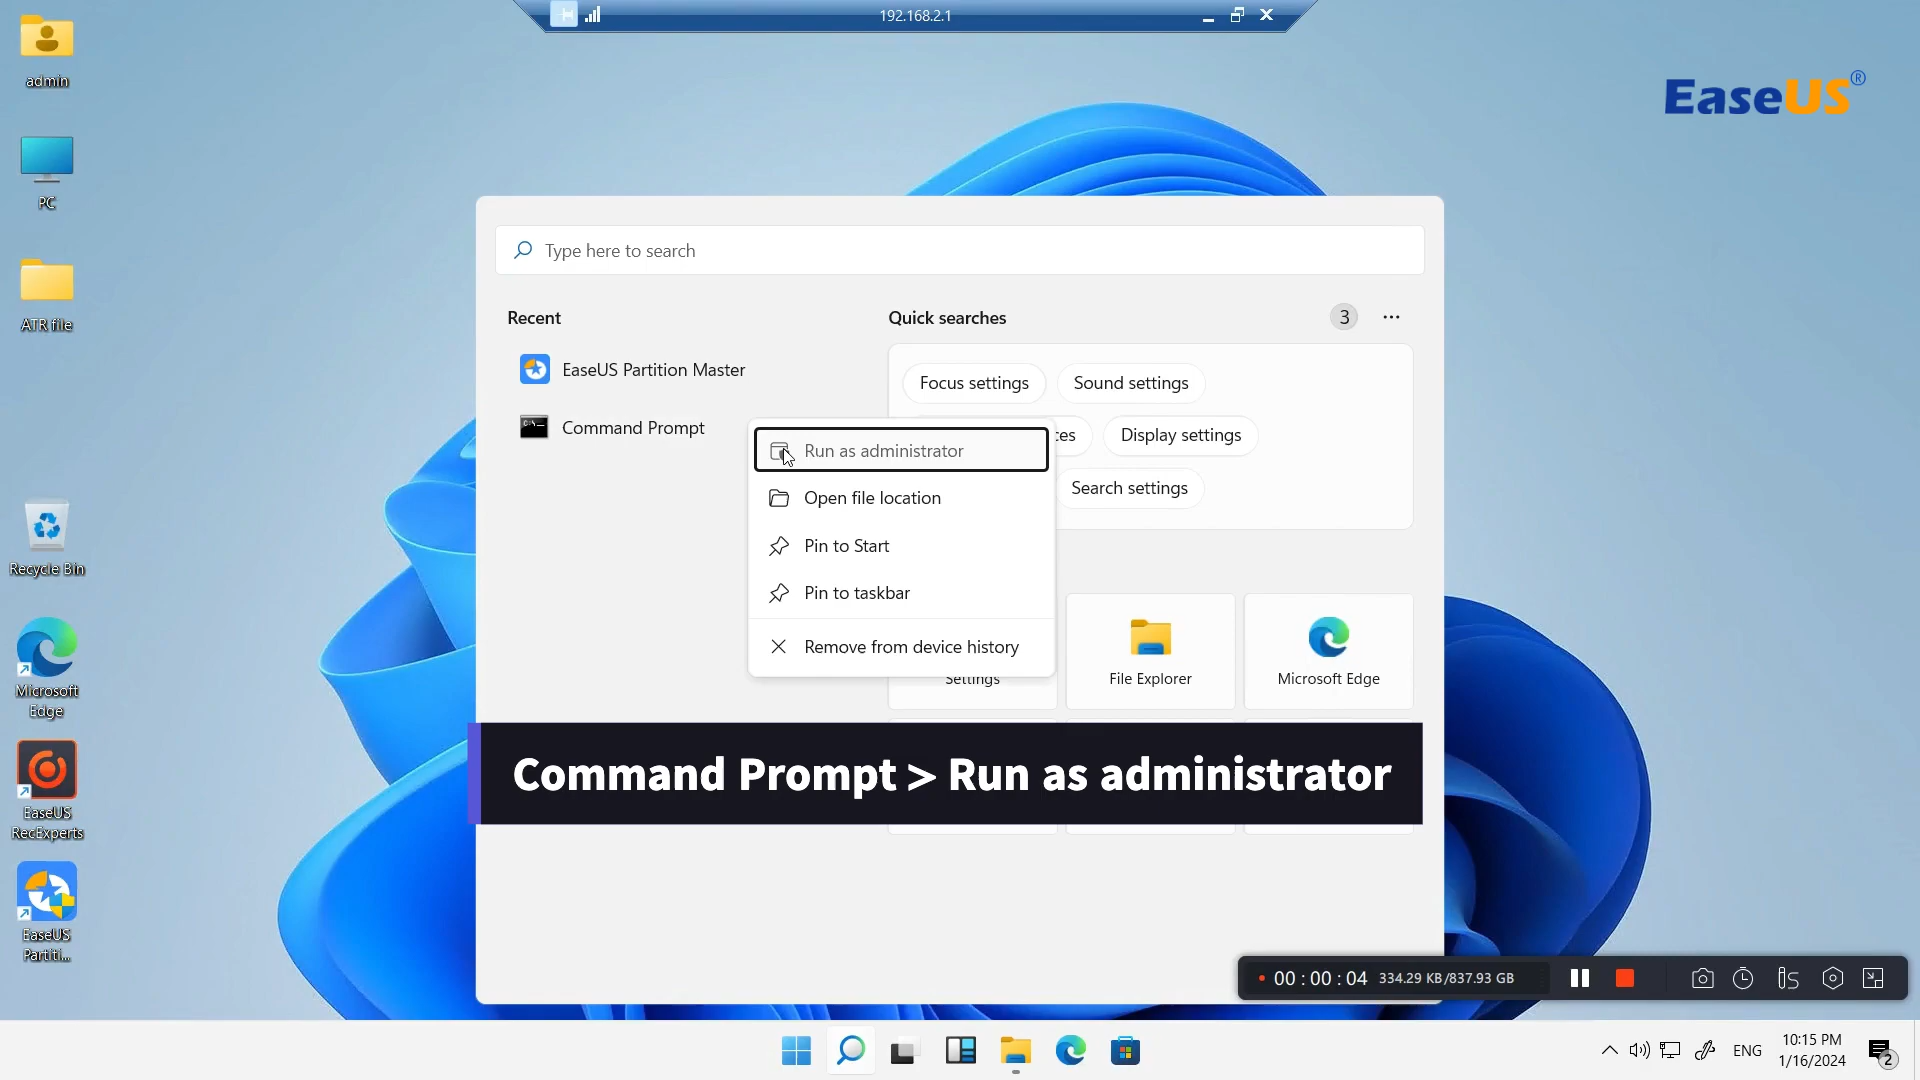 192.168.2.1
admin
EaseUS®
PC
Type here to search
ATR file
Recent
Quick searches
3
EaseUS Partition Master
Focus settings
Sound settings
Command Prompt
Display settings
Run as administrator
Search settings
Open file location
Pin to Start
Recycle Bin
Pin to taskbar
Remove from device history
Settings
File Explorer
Microsoft Edge
Microsoft
Edge
Command Prompt > Run as administrator
EaseUS
RecExperts
EaseUS
Partiti...
00 : 00 : 04
334.29 KB/837.93 GB
ENG
10:15 PM
1/16/2024
2